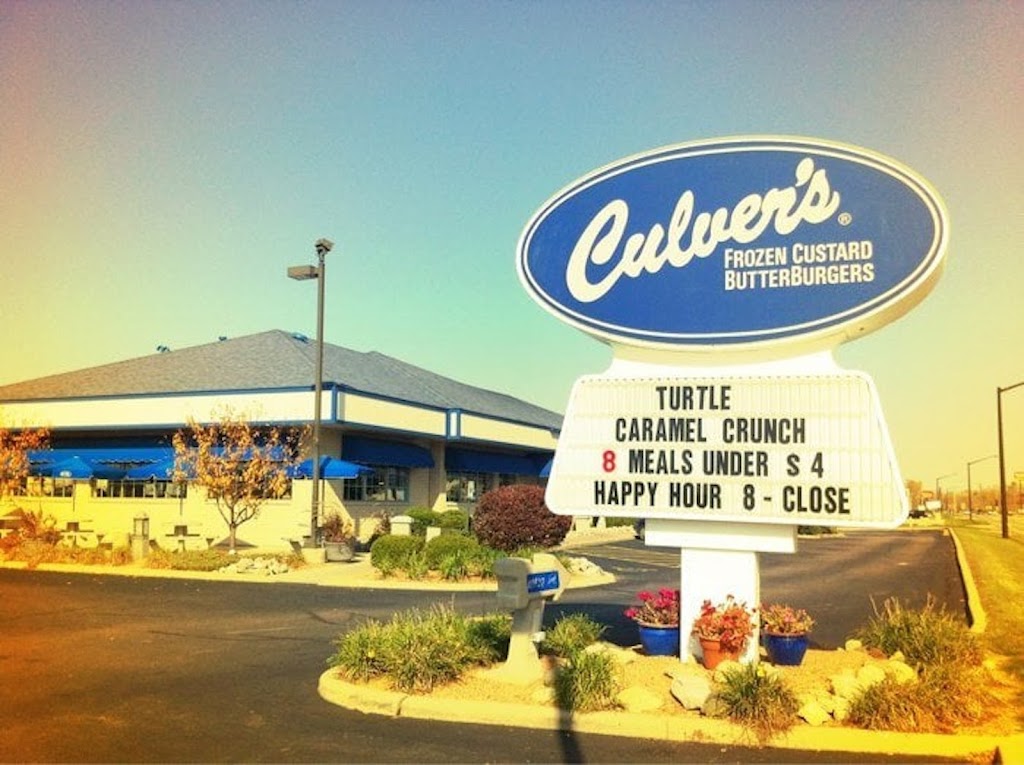 Culver's®
FROZEN CUSTARD
BUTTERBURGERS
TURTLE
CARAMEL CRUNCH
8 MEALS UNDER S 4
HAPPY HOUR 8 - CLOSE